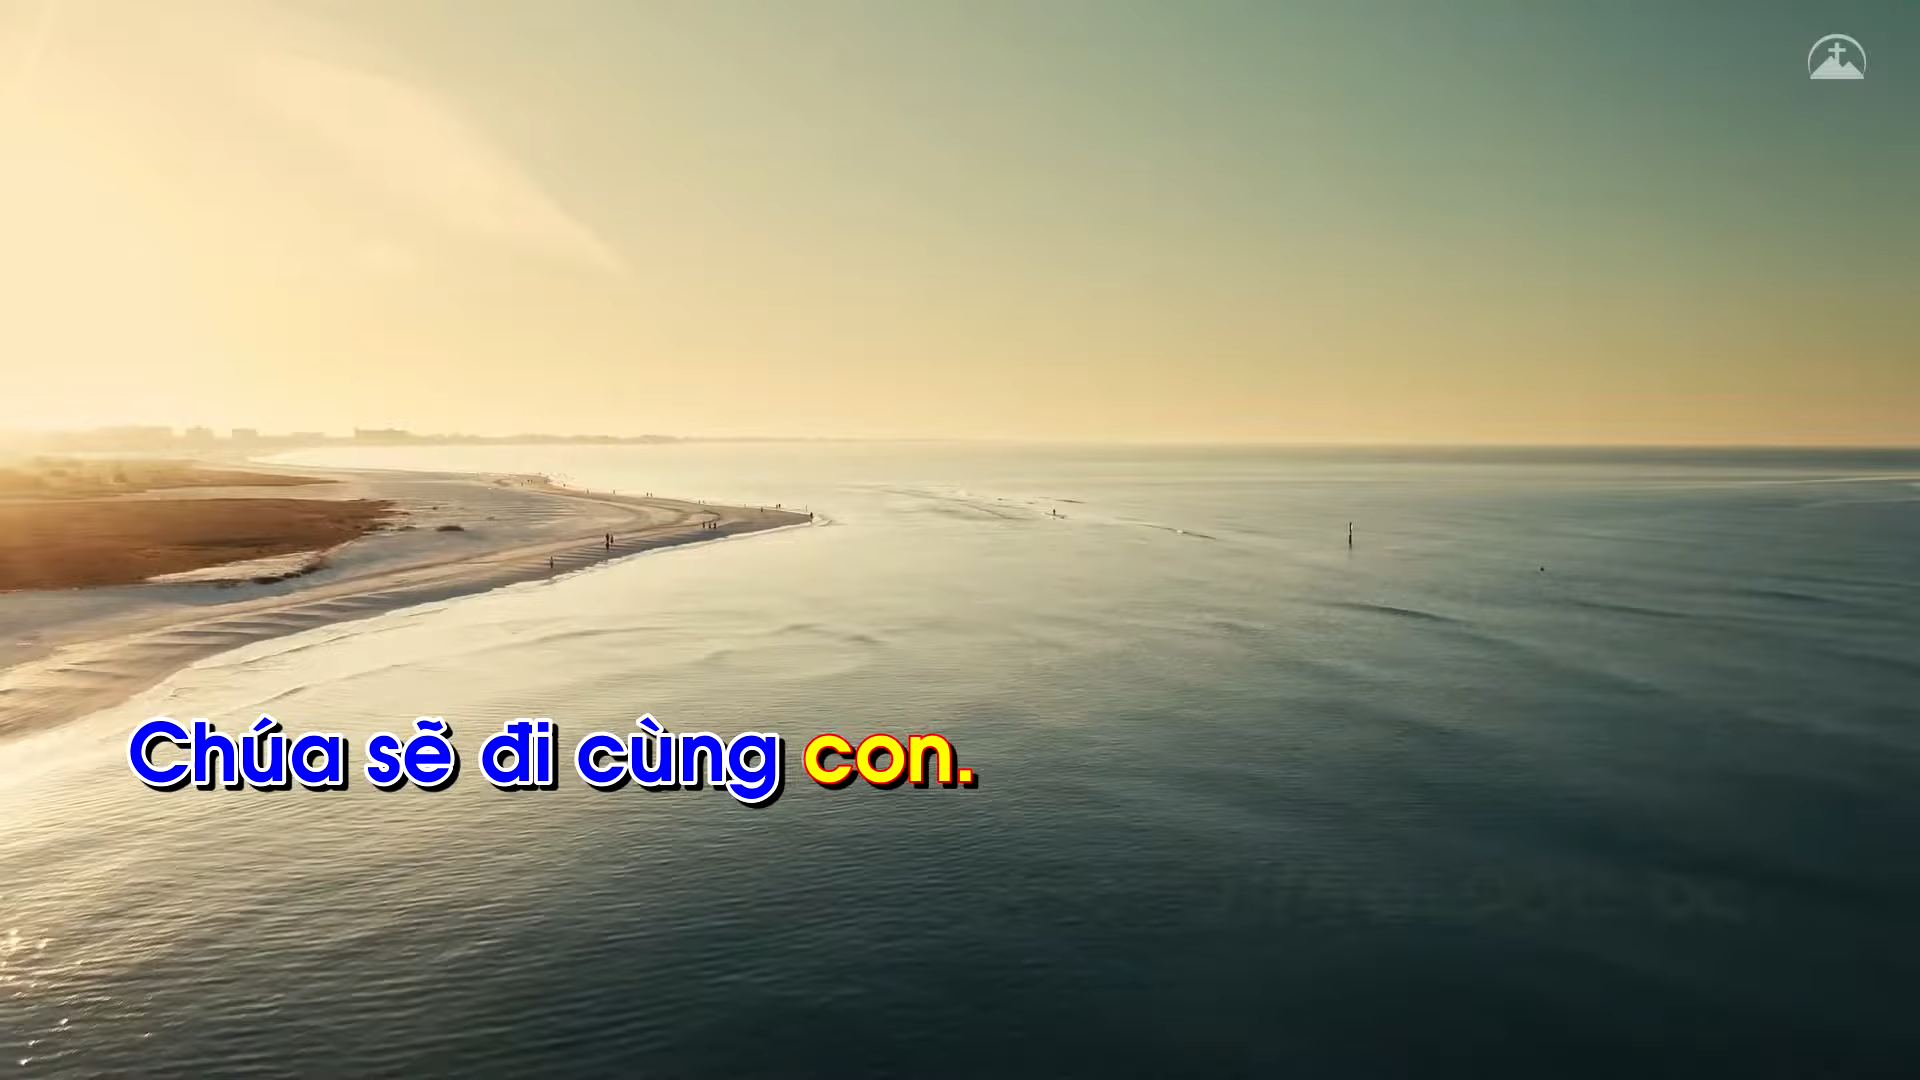 Chúa sẽ đi cùng con.